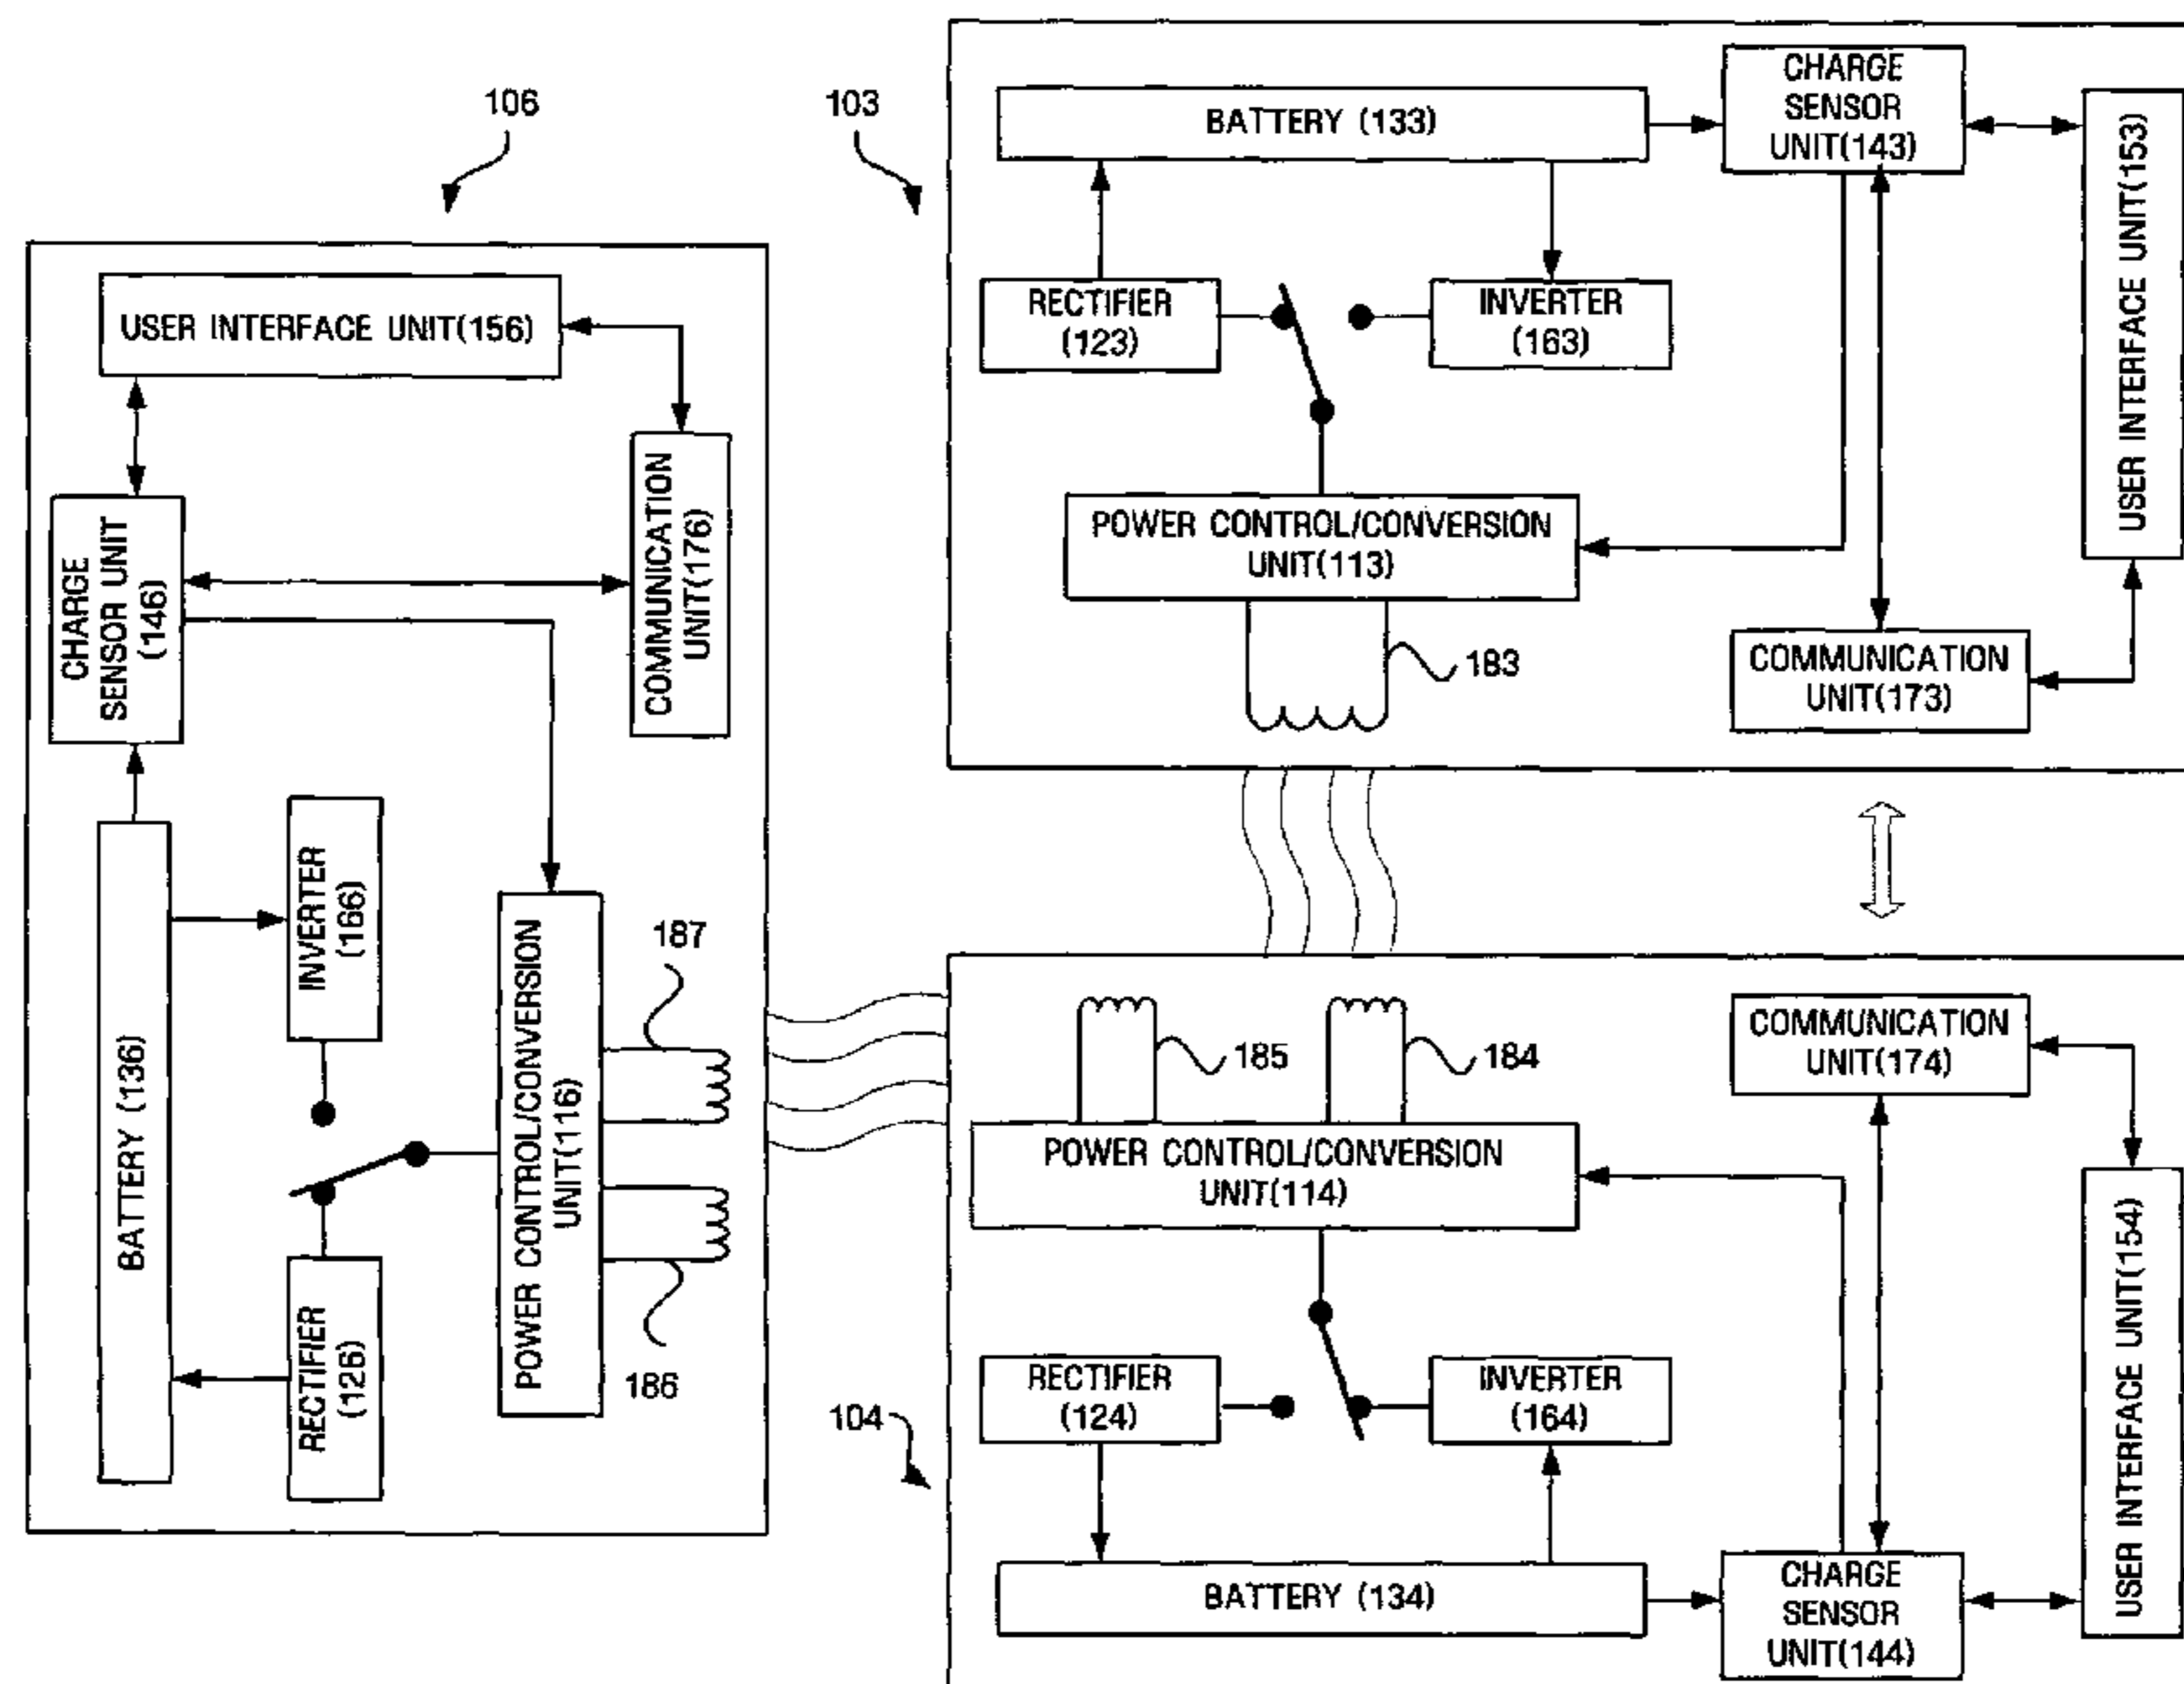 106
USER INTERFACE UNIT(156)
CHARGE
SENSOR UNIT
(146)
COMMUNICATION
UNIT(176)
BATTERY (136)
INVERTER
(166)
RECTIFIER
(126)
POWER CONTROL/CONVERSION
UNIT(116)
187
186
103
BATTERY (133)
CHARGE
SENSOR
UNIT(143)
USER INTERFACE UNIT(153)
RECTIFIER
(123)
INVERTER
(163)
POWER CONTROL/CONVERSION
UNIT(113)
183
COMMUNICATION
UNIT(173)
104
185
184
COMMUNICATION
UNIT(174)
POWER CONTROL/CONVERSION
UNIT(114)
USER INTERFACE UNIT(154)
RECTIFIER
(124)
INVERTER
(164)
BATTERY (134)
CHARGE
SENSOR
UNIT(144)